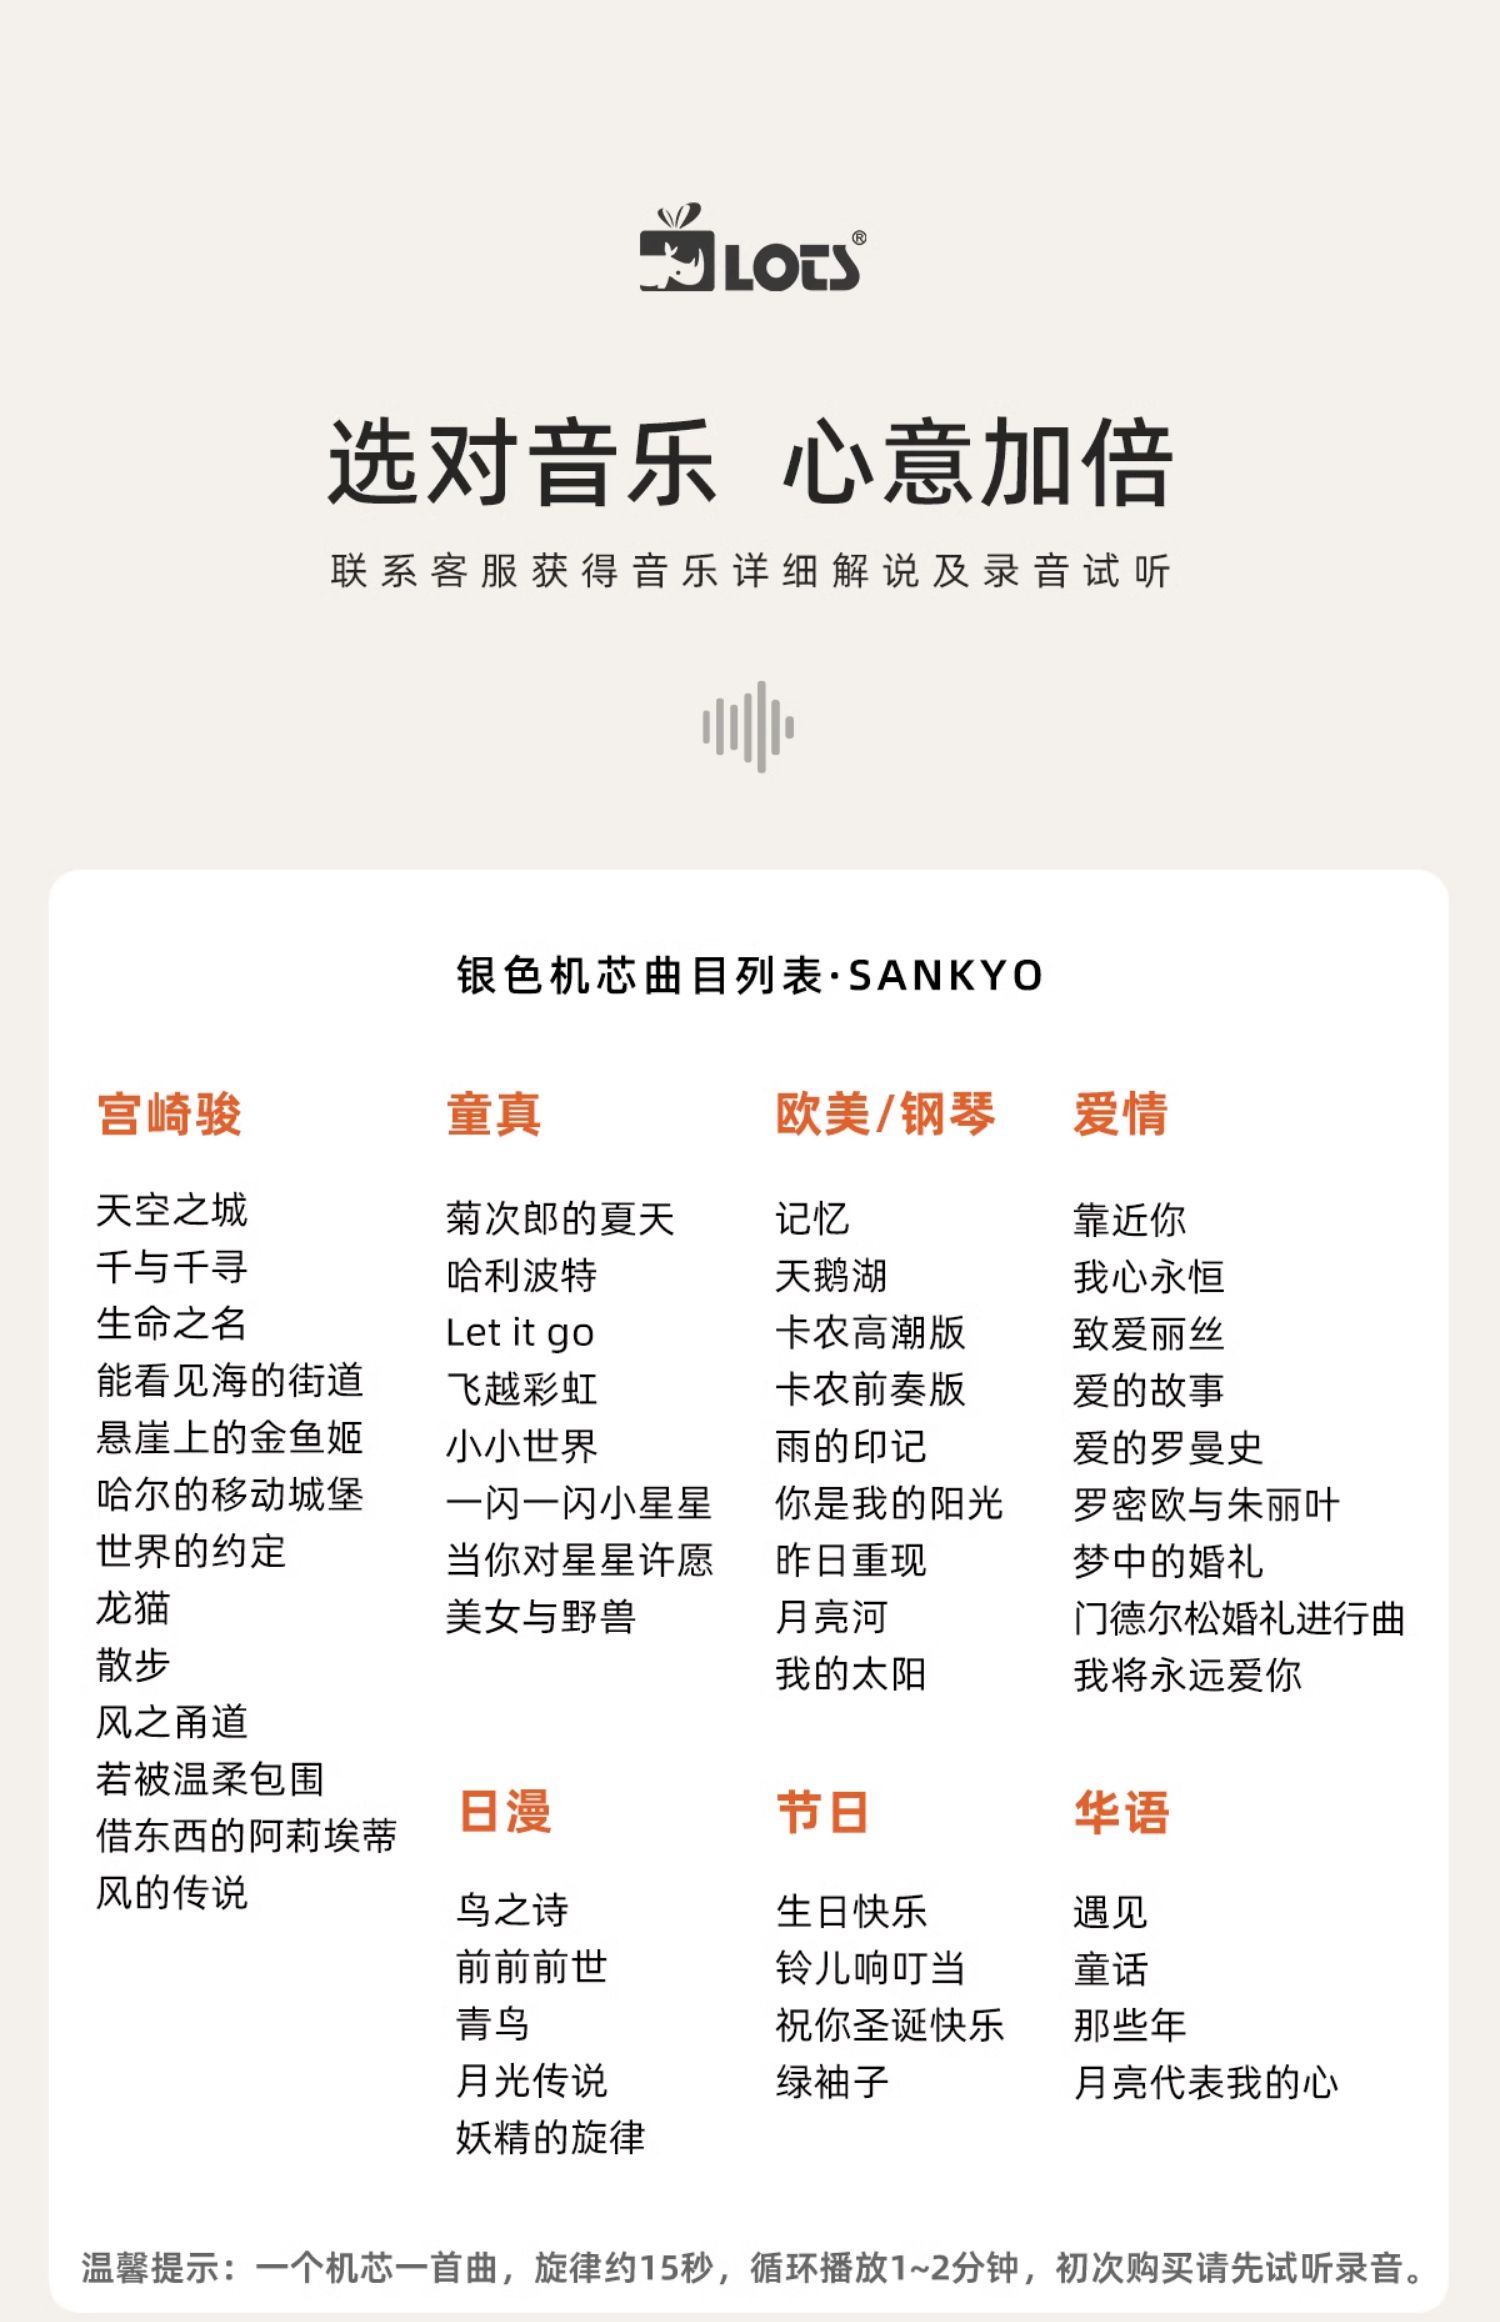 LOTS®
选对音乐 心意加倍
联系客服获得音乐详细解说及录音试听
银色机芯曲目列表·SANKYO
宫崎骏
天空之城
千与千寻
生命之名
能看见海的街道
悬崖上的金鱼姬
哈尔的移动城堡
世界的约定
龙猫
散步
风之甬道
若被温柔包围
借东西的阿莉埃蒂
风的传说
童真
菊次郎的夏天
哈利波特
Let it go
飞越彩虹
小小世界
一闪一闪小星星
当你对星星许愿
美女与野兽
欧美/钢琴
记忆
天鹅湖
卡农高潮版
卡农前奏版
雨的印记
你是我的阳光
昨日重现
月亮河
我的太阳
爱情
靠近你
我心永恒
致爱丽丝
爱的故事
爱的罗曼史
罗密欧与朱丽叶
梦中的婚礼
门德尔松婚礼进行曲
我将永远爱你
日漫
鸟之诗
前前前世
青鸟
月光传说
妖精的旋律
节日
生日快乐
铃儿响叮当
祝你圣诞快乐
绿袖子
华语
遇见
童话
那些年
月亮代表我的心
温馨提示：一个机芯一首曲，旋律约15秒，循环播放1~2分钟，初次购买请先试听录音。